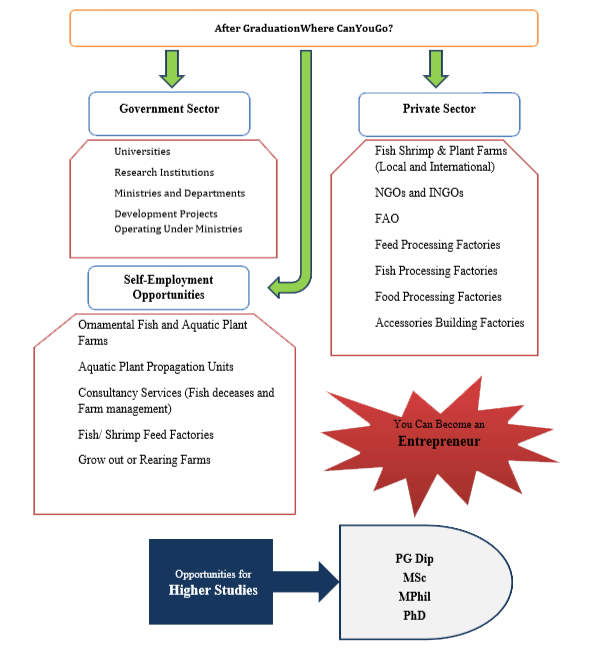 After GraduationWhere CanYouGo?
Government Sector
Universities
Research Institutions
Ministries and Departments
Development Projects
Operating Under Ministries
Private Sector
Fish Shrimp & Plant Farms
(Local and International)
NGOs and INGOs
FAO
Feed Processing Factories
Fish Processing Factories
Food Processing Factories
Accessories Building Factories
Self-Employment
Opportunities
Ornamental Fish and Aquatic Plant
Farms
Aquatic Plant Propagation Units
Consultancy Services (Fish deceases and
Farm management)
Fish/ Shrimp Feed Factories
Grow out or Rearing Farms
You Can Become an
Entrepreneur
Opportunities for
Higher Studies
PG Dip
MSc
MPhil
PhD